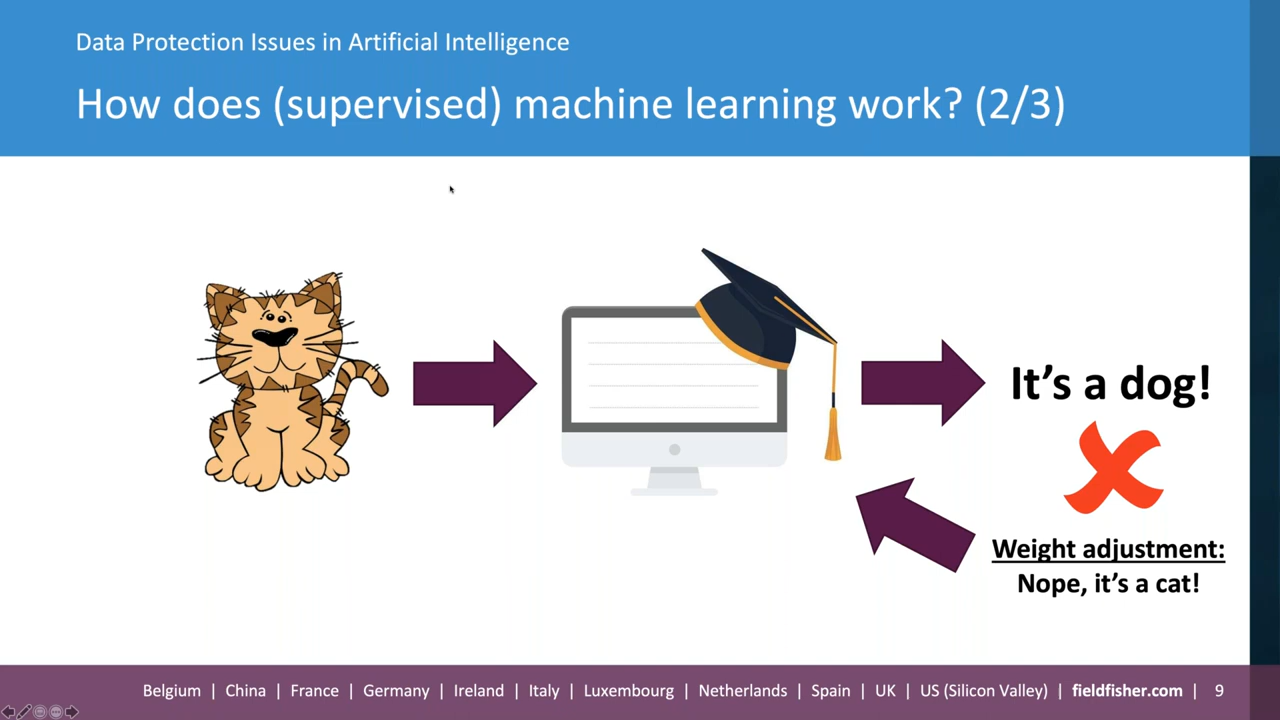 Data Protection Issues in Artificial Intelligence
How does (supervised) machine learning work? (2/3)
It's a dog!
Weight adjustment:
Nope, it's a cat!
Belgium | China | France | Germany | Ireland | Italy | Luxembourg | Netherlands | Spain | UK | US (Silicon Valley) | fieldfisher.com | 9